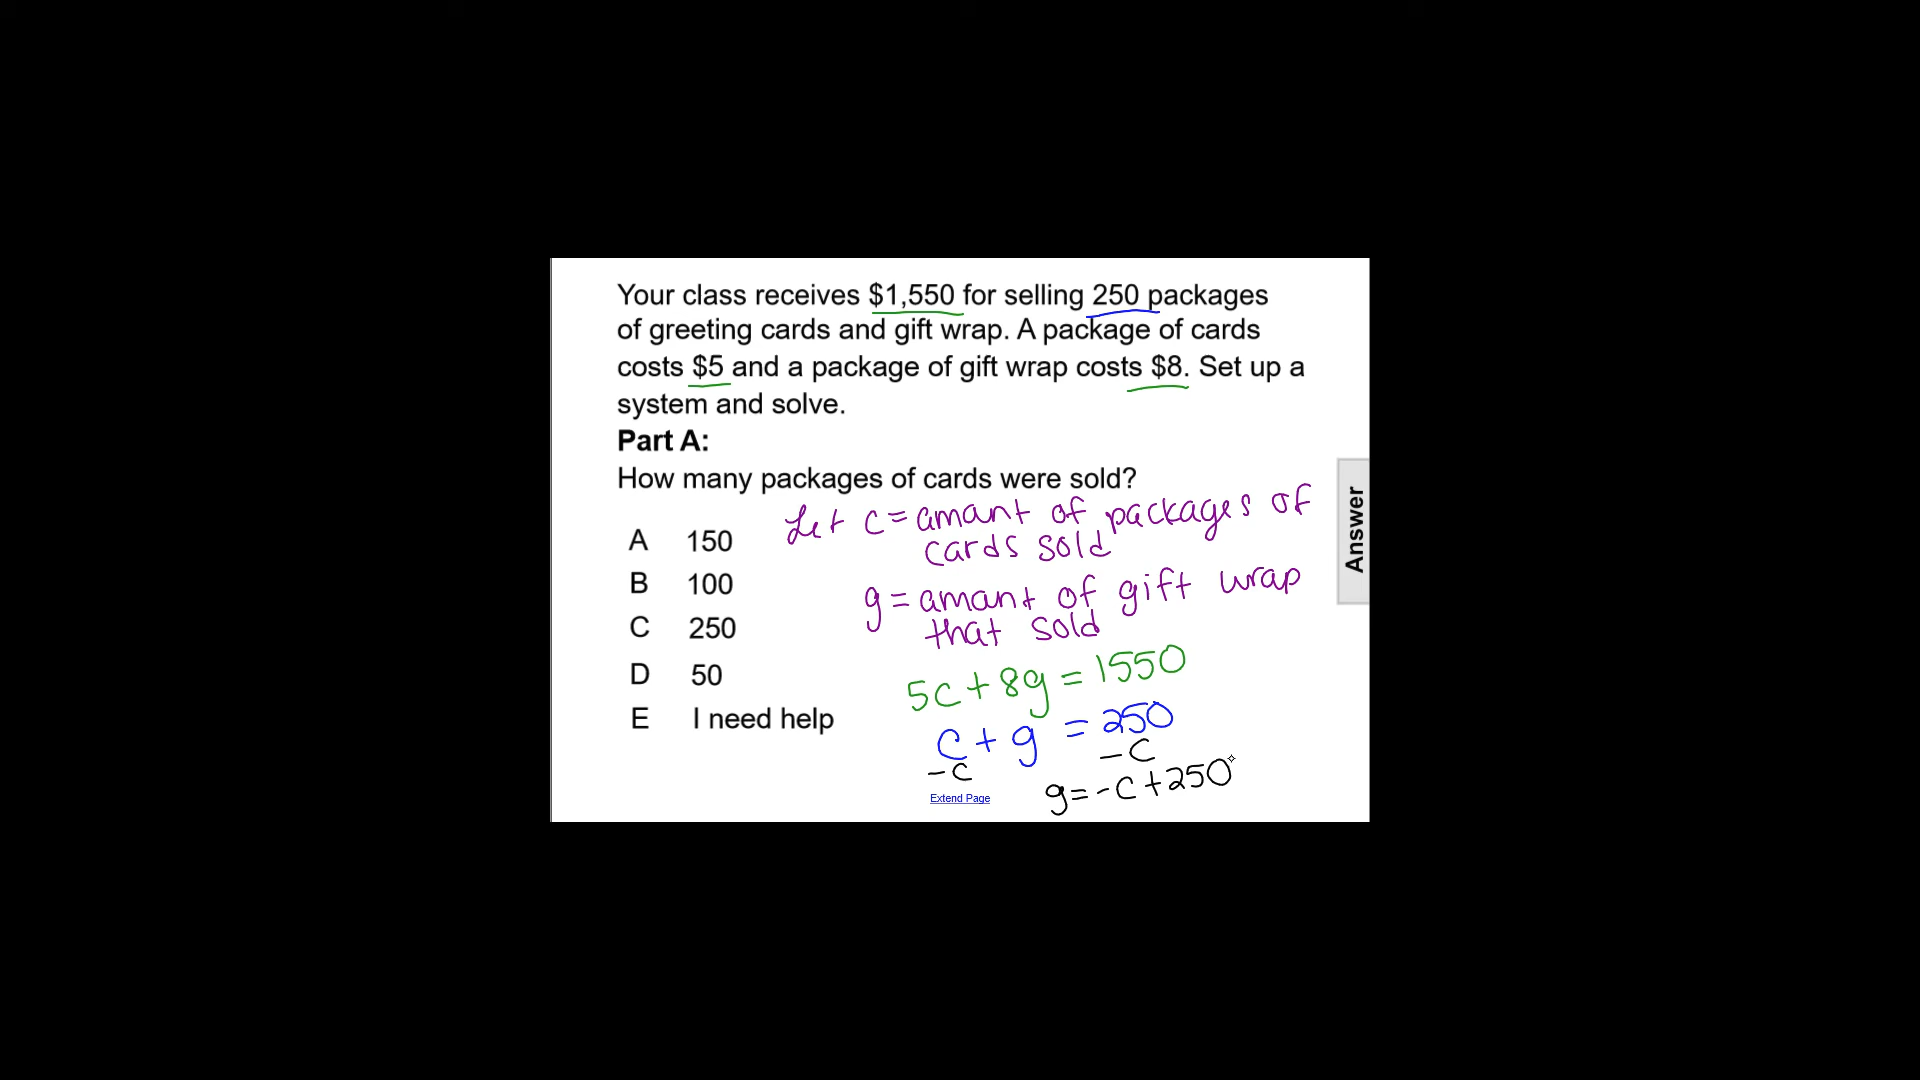 Your class receives $1,550 for selling 250 packages
of greeting cards and gift wrap. A package of cards
costs $5 and a package of gift wrap costs $8. Set up a
system and solve.
Part A:
How many packages of cards were sold?
A 150
B 100
C 250
D 50
E I need help
Let c = amant of packages of
cards sold
g = amant of gift wrap
that sold
5c + 8g = 1550
c + g = 250
-c -c
g = -c + 250
Extend Page
Answer